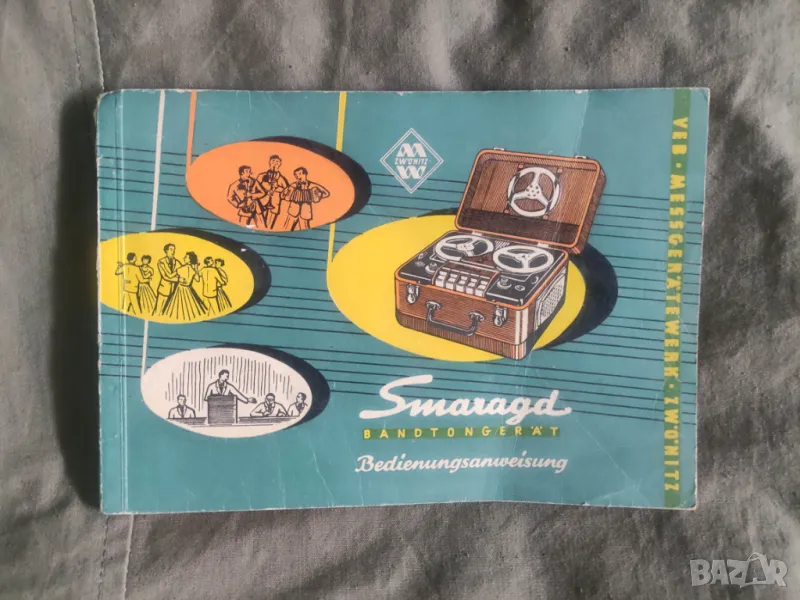 M
ZWÖNITZ
W
Smaragd
BANDTONGERÄT
Bedienungsanweisung
VEB · MESSGERÄTEWERK · ZWÖNITZ
BAZAR